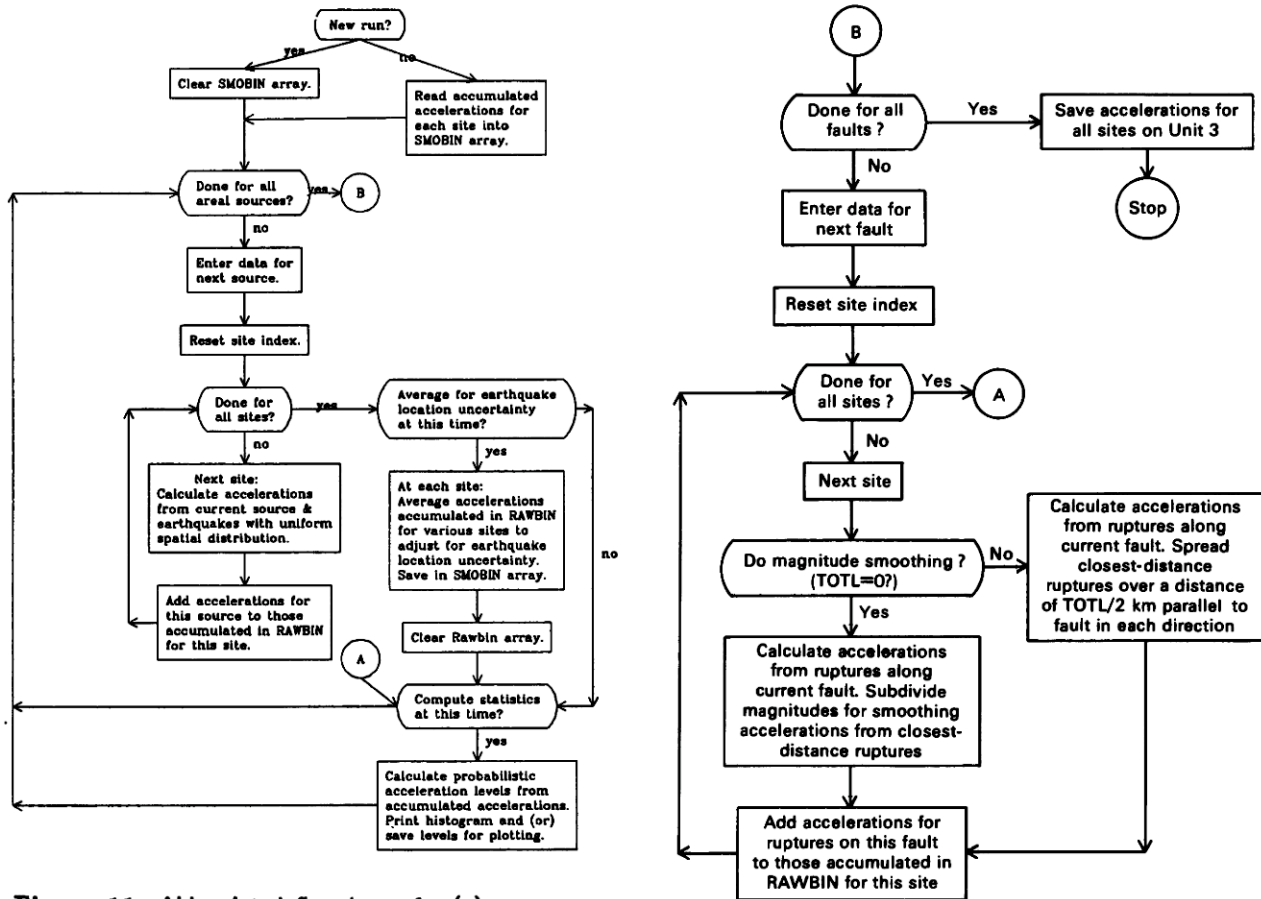 New run?
yes
no
Clear SMOBIN array.
Read accumulated
accelerations for
each site into
SMOBIN array.
Done for all
areal sources?
yes
B
no
Enter data for
next source.
Reset site index.
Done for
all sites?
yes
Average for earthquake
location uncertainty
at this time?
no
yes
no
Next site:
Calculate accelerations
from current source &
earthquakes with uniform
spatial distribution.
At each site:
Average accelerations
accumulated in RAWBIN
for various sites to
adjust for earthquake
location uncertainty.
Save in SMOBIN array.
Add accelerations for
this source to those
accumulated in RAWBIN
for this site.
Clear Rawbin array.
A
Compute statistics
at this time?
yes
Calculate probabilistic
acceleration levels from
accumulated accelerations.
Print histogram and (or)
save levels for plotting.
B
Done for all
faults ?
Yes
Save accelerations for
all sites on Unit 3
Stop
No
Enter data for
next fault
Reset site index
Done for
all sites ?
Yes
A
No
Next site
Do magnitude smoothing ?
(TOTL=0?)
No
Calculate accelerations
from ruptures along
current fault. Spread
closest-distance
ruptures over a distance
of TOTL/2 km parallel to
fault in each direction
Yes
Calculate accelerations
from ruptures along
current fault. Subdivide
magnitudes for smoothing
accelerations from closest-
distance ruptures
Add accelerations for
ruptures on this fault
to those accumulated in
RAWBIN for this site